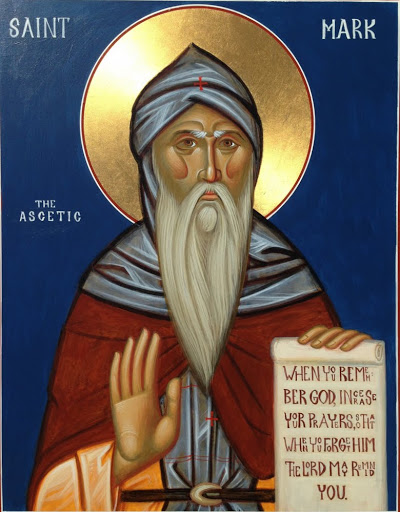 SAINT MARK
THE
ASCETIC
WHEN YOU REMEM-
BER GOD, INCREASE
YOUR PRAYERS, SO THAT
WHEN YOU FORGET HIM
THE LORD MAY REMIND
YOU.